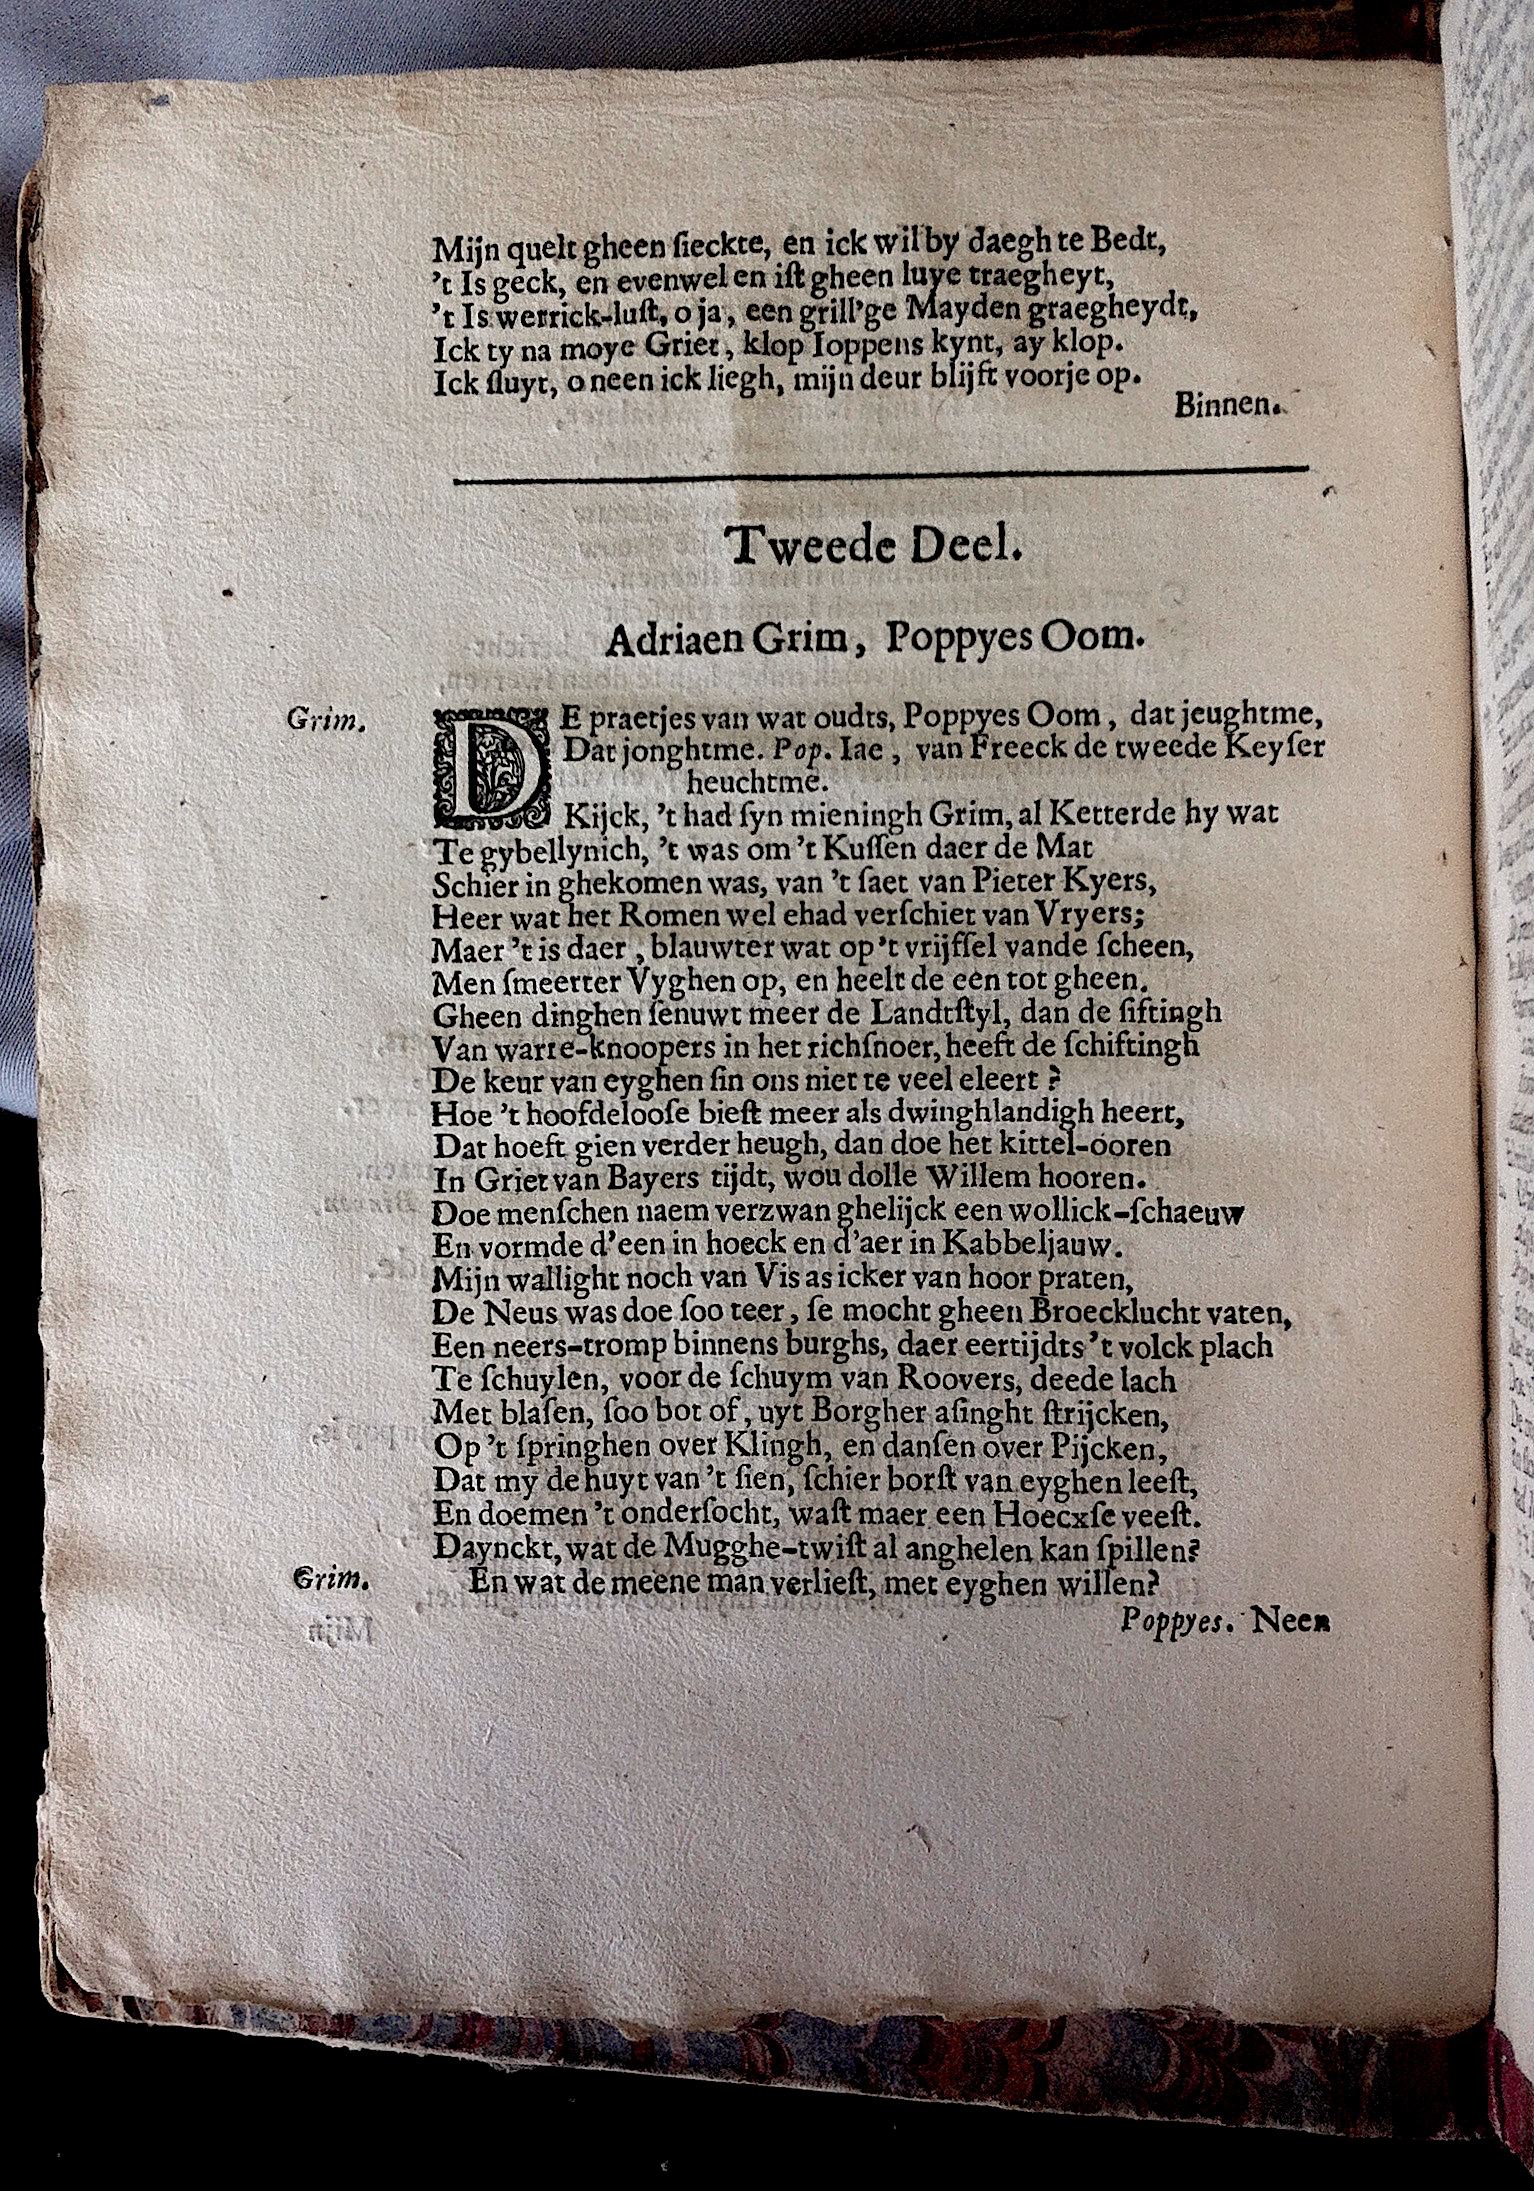 Mijn quelt gheen ſieckte, en ick wil by daegh te Bedt,
't Is geck, en evenwel en iſt gheen luye traegheyt,
't Is werrick-luſt, o ja, een grill'ge Mayden graegheydt,
Ick ty na moye Griet, klop Ioppens kynt, ay klop.
Ick ſluyt, o neen ick liegh, mijn deur blijft voorje op.
Binnen.
Tweede Deel.
Adriaen Grim, Poppyes Oom.
Grim. DE praetjes van wat oudts, Poppyes Oom, dat jeughtme,
Dat jonghtme. Pop. Iae, van Freeck de tweede Keyſer
heuchtme.
Kijck, 't had ſyn mieningh Grim, al Ketterde hy wat
Te gybellynich, 't was om 't Kuſſen daer de Mat
Schier in ghekomen was, van 't ſaet van Pieter Kyers,
Heer wat het Romen wel ehad verſchiet van Vryers;
Maer 't is daer, blauwter wat op 't vrijſſel vande ſcheen,
Men ſmeerter Vyghen op, en heelt de een tot gheen.
Gheen dinghen ſenuwt meer de Landtſtyl, dan de ſiftingh
Van warre-knoopers in het richſnoer, heeft de ſchiftingh
De keur van eyghen ſin ons niet te veel eleert?
Hoe 't hoofdelooſe bieſt meer als dwinghlandigh heert,
Dat hoeft gien verder heugh, dan doe het kittel-ooren
In Griet van Bayers tijdt, wou dolle Willem hooren.
Doe menſchen naem verzwanghelijck een wollick-ſchaeuw
En vormde d'een in hoeck en d'aer in Kabbeljauw.
Mijn wallight noch van Vis as icker van hoor praten,
De Neus was doe ſoo teer, ſe mocht gheen Broecklucht vaten,
Een neers-tromp binnens burghs, daer eertijdts 't volck plach
Te ſchuylen, voor de ſchuym van Roovers, deede lach
Met blaſen, ſoo bot of, uyt Borgher aſinght ſtrijcken,
Op 't ſpringhen over Klingh, en danſen over Pijcken,
Dat my de huyt van 't ſien, ſchier borſt van eyghen leeſt,
En doemen 't onderſocht, waſt maer een Hoecxſe veeſt.
Daynckt, wat de Mugghe-twiſt al anghelen kan ſpillen?
Grim. En wat de meene man verlieſt, met eyghen willen?
Poppyes. Neen